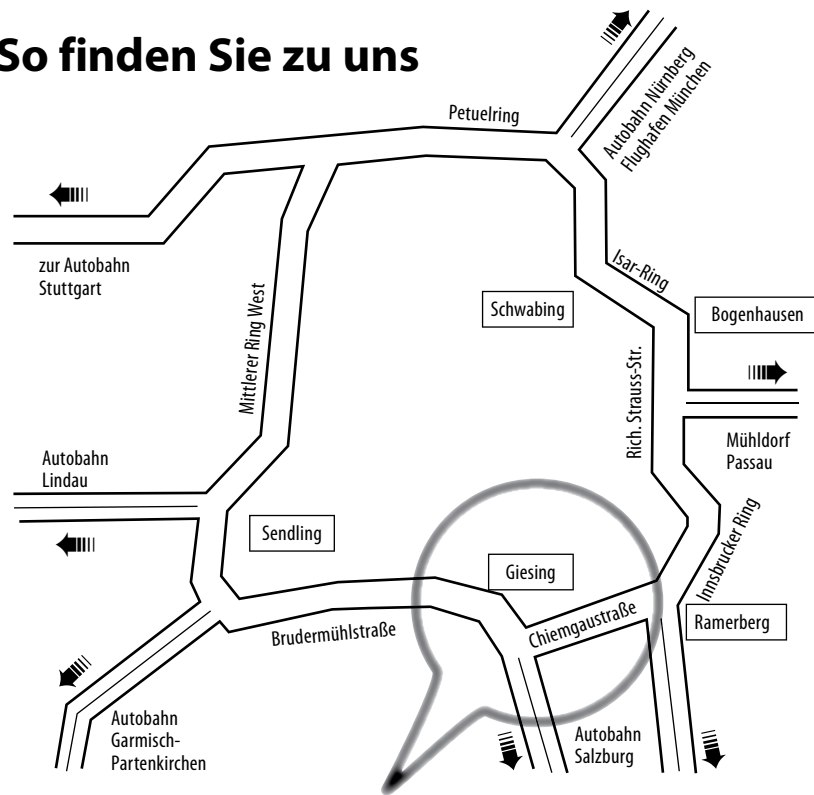 So finden Sie zu uns
Petuelring
Autobahn Nürnberg
Flughafen München
zur Autobahn
Stuttgart
Isar-Ring
Mittlerer Ring West
Schwabing
Bogenhausen
Rich. Strauss-Str.
Mühldorf
Passau
Autobahn
Lindau
Sendling
Innsbrucker Ring
Giesing
Chiemgaustraße
Ramerberg
Brudermühlstraße
Autobahn
Garmisch-
Partenkirchen
Autobahn
Salzburg